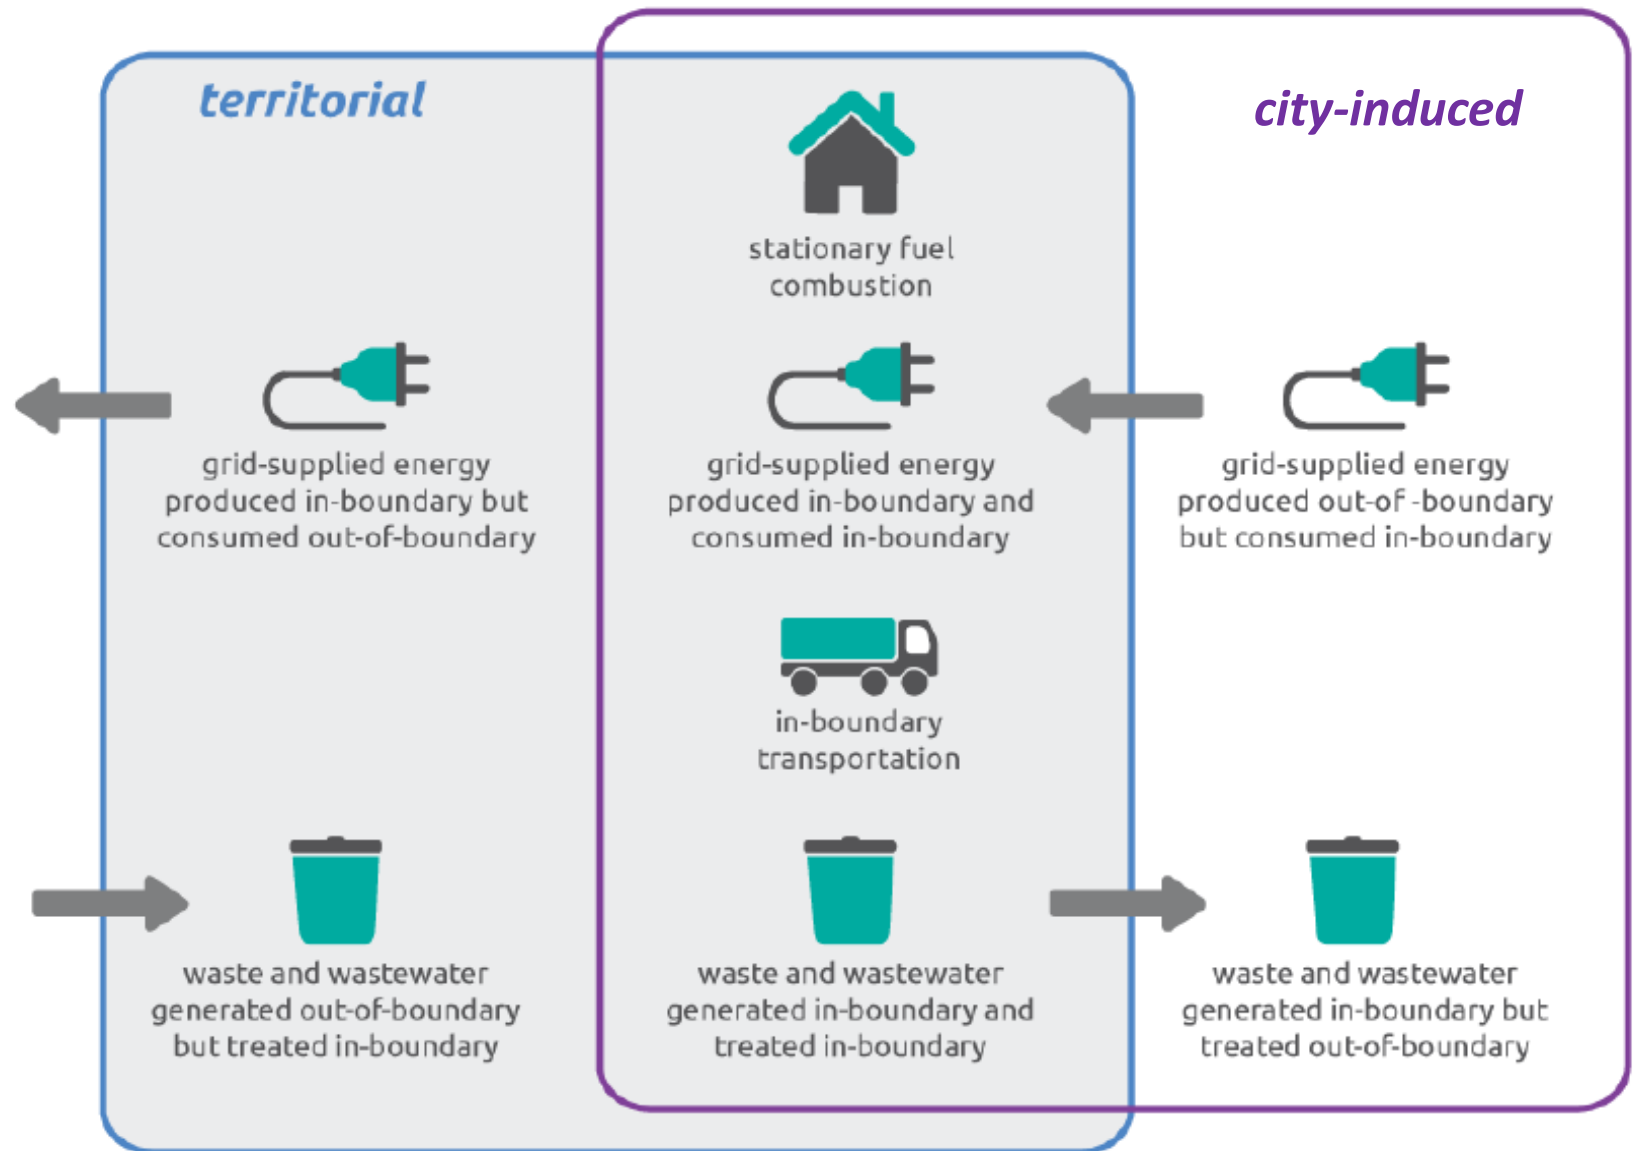 territorial
city-induced
stationary fuel
combustion
grid-supplied energy
produced in-boundary but
consumed out-of-boundary
grid-supplied energy
produced in-boundary and
consumed in-boundary
grid-supplied energy
produced out-of -boundary
but consumed in-boundary
in-boundary
transportation
waste and wastewater
generated out-of-boundary
but treated in-boundary
waste and wastewater
generated in-boundary and
treated in-boundary
waste and wastewater
generated in-boundary but
treated out-of-boundary